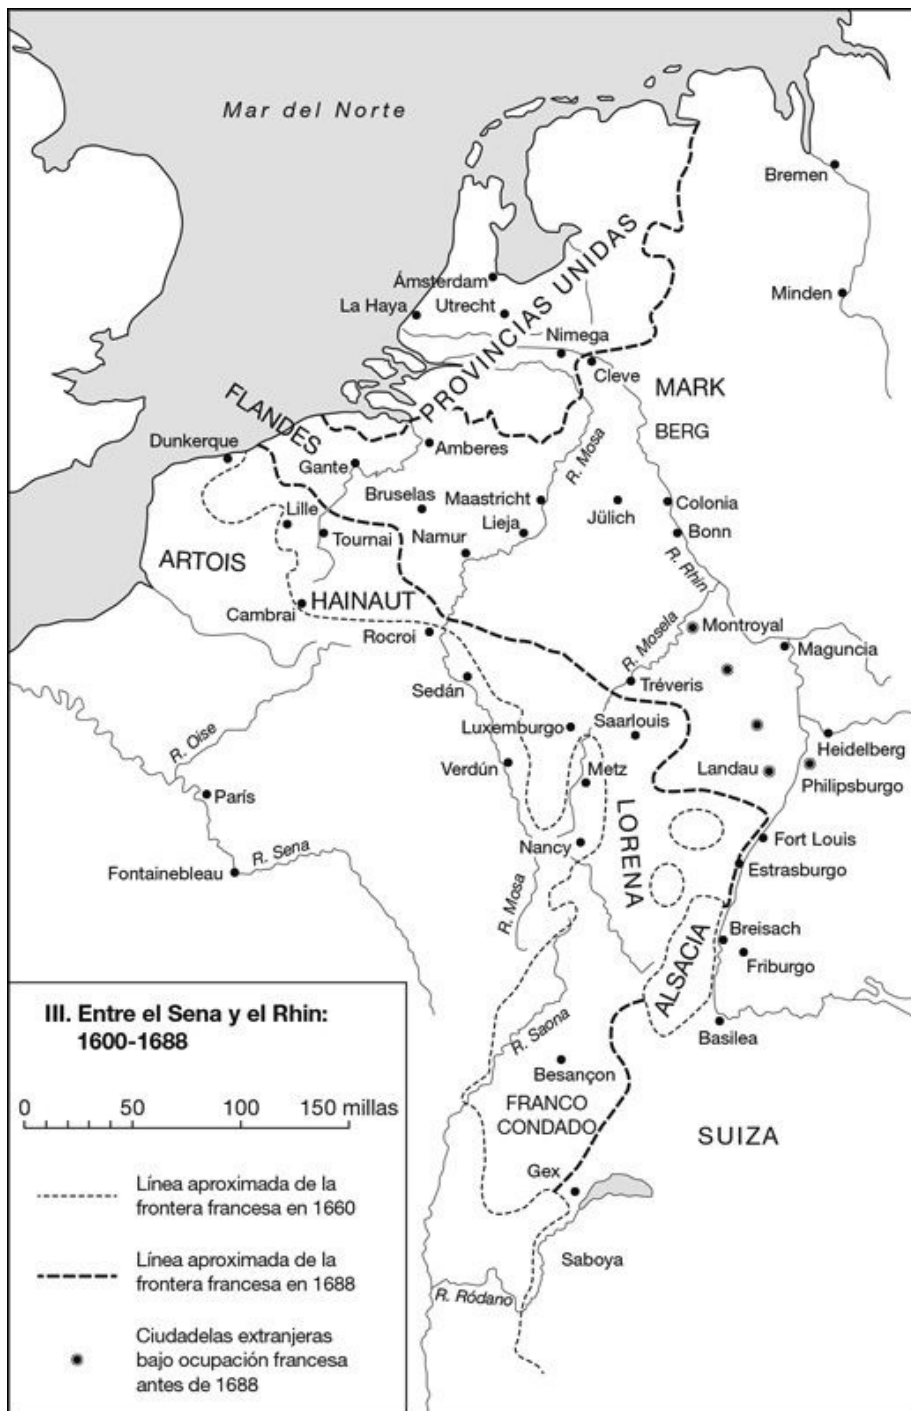 Mar del Norte
Bremen
Minden
PROVINCIAS UNIDAS
Ámsterdam
La Haya
Utrecht
Nimega
Cleve
MARK
BERG
FLANDES
Dunkerque
Gante
Amberes
R. Mosa
Bruselas
Maastricht
Lille
Lieja
Jülich
Colonia
Tournai
Namur
Bonn
ARTOIS
R. Rhin
HAINAUT
Cambrai
Rocroi
Montroyal
Maguncia
R. Mosela
Sedán
Tréveris
Luxemburgo
Saarlouis
R. Oise
Heidelberg
Verdún
Metz
Landau
Philipsburgo
París
LORENA
Fort Louis
Nancy
R. Sena
Estrasburgo
Fontainebleau
R. Mosa
Breisach
ALSACIA
Friburgo
Basilea
R. Saona
Besançon
FRANCO
CONDADO
SUIZA
Gex
Saboya
R. Ródano
III. Entre el Sena y el Rhin:
1600-1688
0 50 100 150 millas
Línea aproximada de la
frontera francesa en 1660
Línea aproximada de la
frontera francesa en 1688
Ciudadelas extranjeras
bajo ocupación francesa
antes de 1688